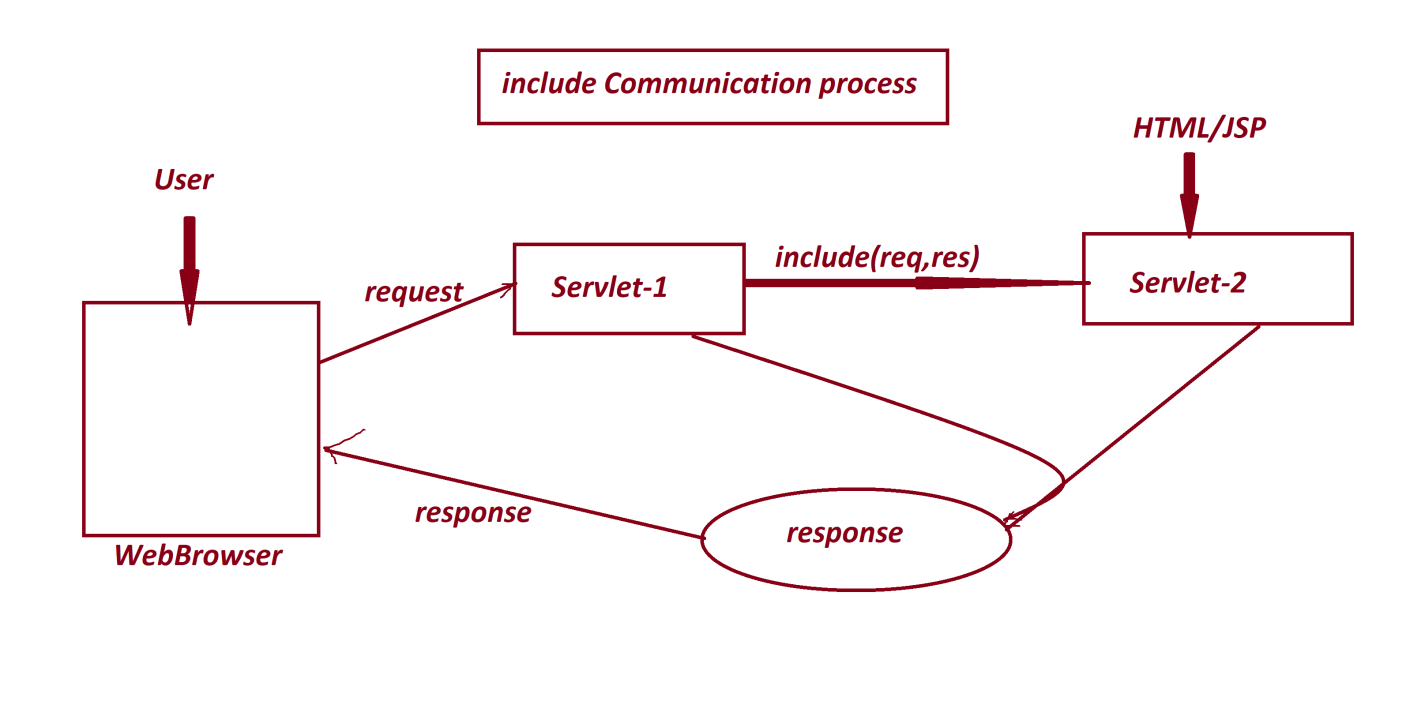 include Communication process
HTML/JSP
User
include(req,res)
request
Servlet-1
Servlet-2
response
response
WebBrowser